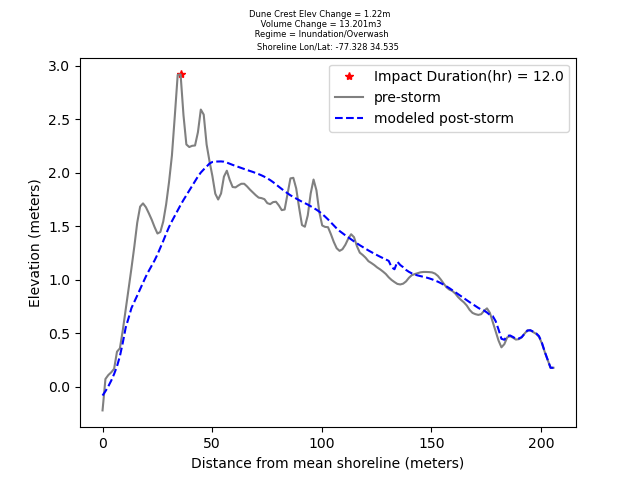 Dune Crest Elev Change = 1.22m
Volume Change = 13.201m3
Regime = Inundation/Overwash
Shoreline Lon/Lat: -77.328 34.535
Impact Duration(hr) = 12.0
pre-storm
modeled post-storm
3.0
2.5
2.0
1.5
1.0
0.5
0.0
Elevation (meters)
0 50 100 150 200
Distance from mean shoreline (meters)